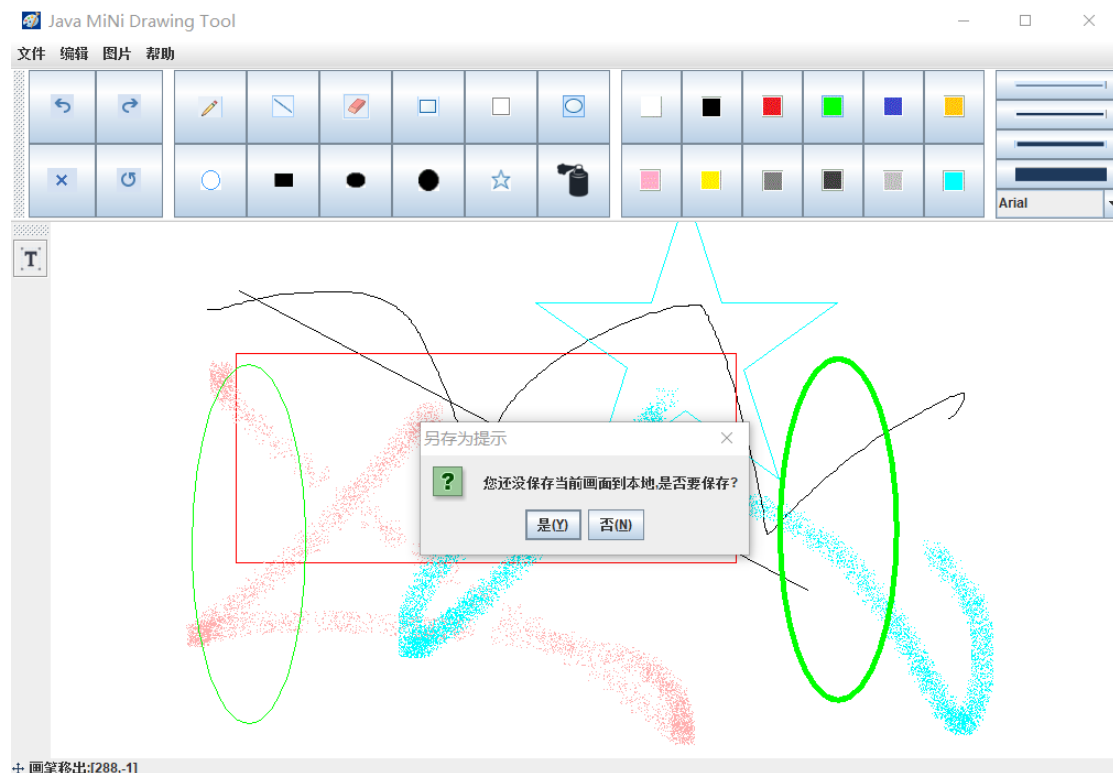 Java MiNi Drawing Tool
文件 编辑 图片 帮助
Arial
T
另存为提示
您还没保存当前画面到本地,是否要保存?
是(Y) 否(N)
画笔移出:[288,-1]